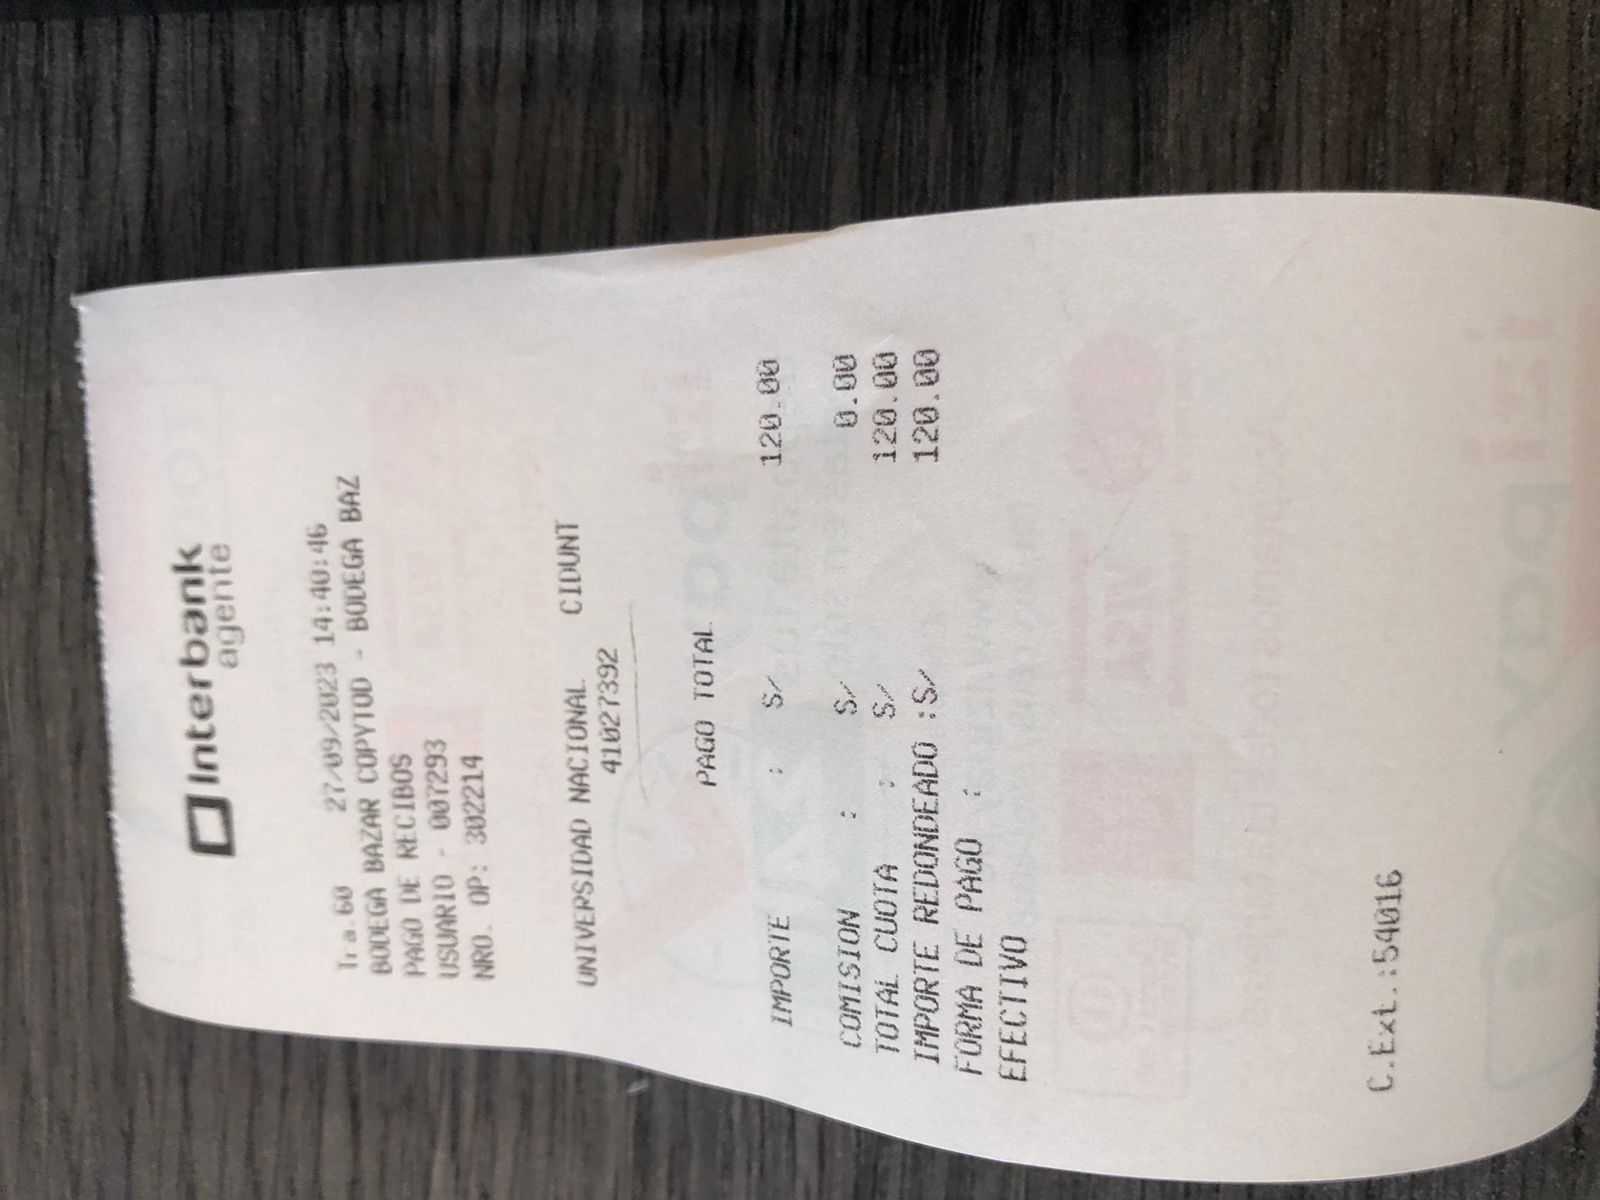 Interbank
agente
Tra.60 27/09/2023 14:40:46
BODEGA BAZAR COPYTOD - BODEGA BAZ
PAGO DE RECIBOS
USUARIO - 007293
NRO. OP: 302214
UNIVERSIDAD NACIONAL CIDUNT
41027392
PAGO TOTAL
IMPORTE : S/ 120.00
COMISION : S/ 0.00
TOTAL CUOTA : S/ 120.00
IMPORTE REDONDEADO :S/ 120.00
FORMA DE PAGO :
EFECTIVO
C.Ext.:54016